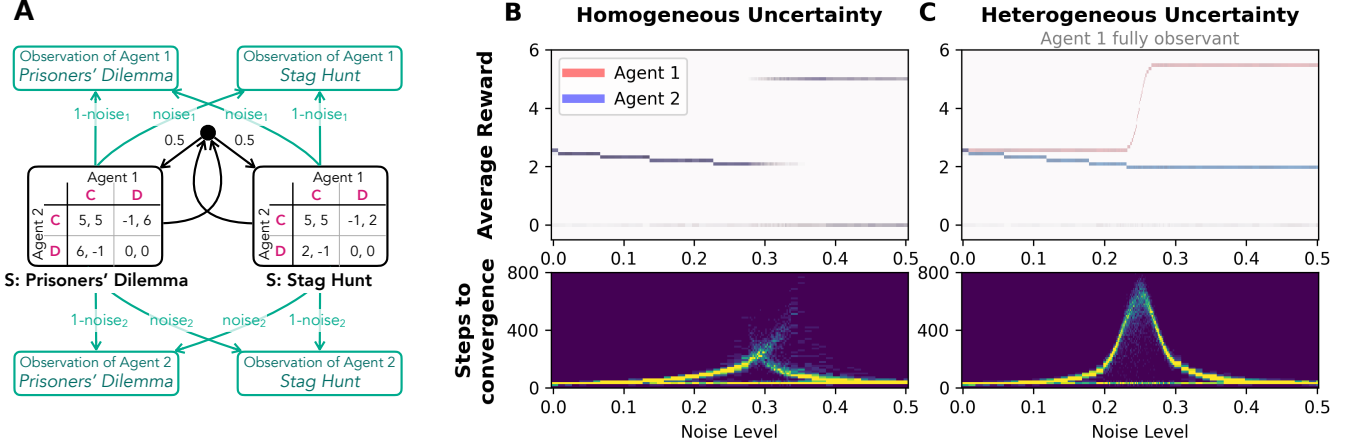 A
Observation of Agent 1
Prisoners’ Dilemma
Observation of Agent 1
Stag Hunt
1-noise₁
noise₁
noise₁
1-noise₁
0.5
0.5
Agent 1
C
D
Agent 2
C
5, 5
-1, 6
D
6, -1
0, 0
Agent 1
C
D
Agent 2
C
5, 5
-1, 2
D
2, -1
0, 0
S: Prisoners’ Dilemma
S: Stag Hunt
1-noise₂
noise₂
noise₂
1-noise₂
Observation of Agent 2
Prisoners’ Dilemma
Observation of Agent 2
Stag Hunt
B
Homogeneous Uncertainty
Average Reward
6
4
2
0
Agent 1
Agent 2
0.0 0.1 0.2 0.3 0.4 0.5
Steps to
convergence
800
400
0
0.0 0.1 0.2 0.3 0.4 0.5
Noise Level
C
Heterogeneous Uncertainty
Agent 1 fully observant
6
4
2
0
0.0 0.1 0.2 0.3 0.4 0.5
800
400
0
0.0 0.1 0.2 0.3 0.4 0.5
Noise Level